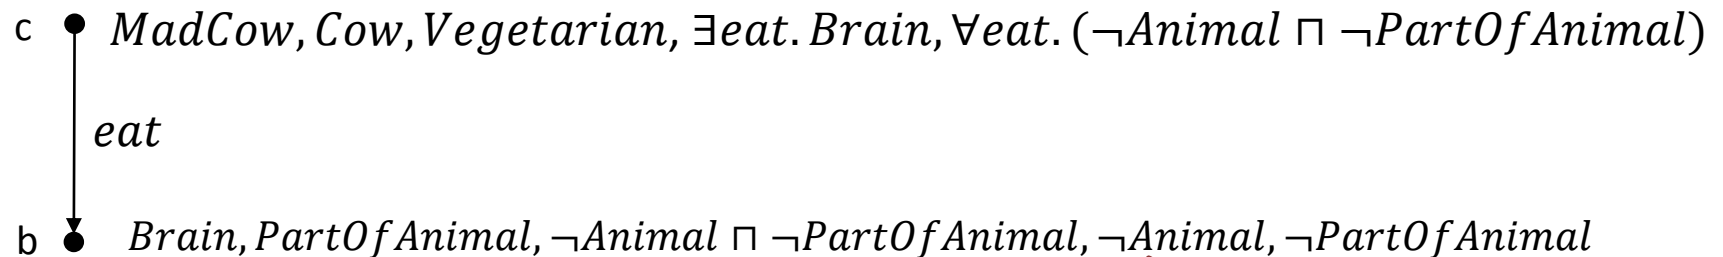 c MadCow, Cow, Vegetarian, ∃eat. Brain, ∀eat. (¬Animal ⊓ ¬PartOfAnimal)
eat
b Brain, PartOfAnimal, ¬Animal ⊓ ¬PartOfAnimal, ¬Animal, ¬PartOfAnimal